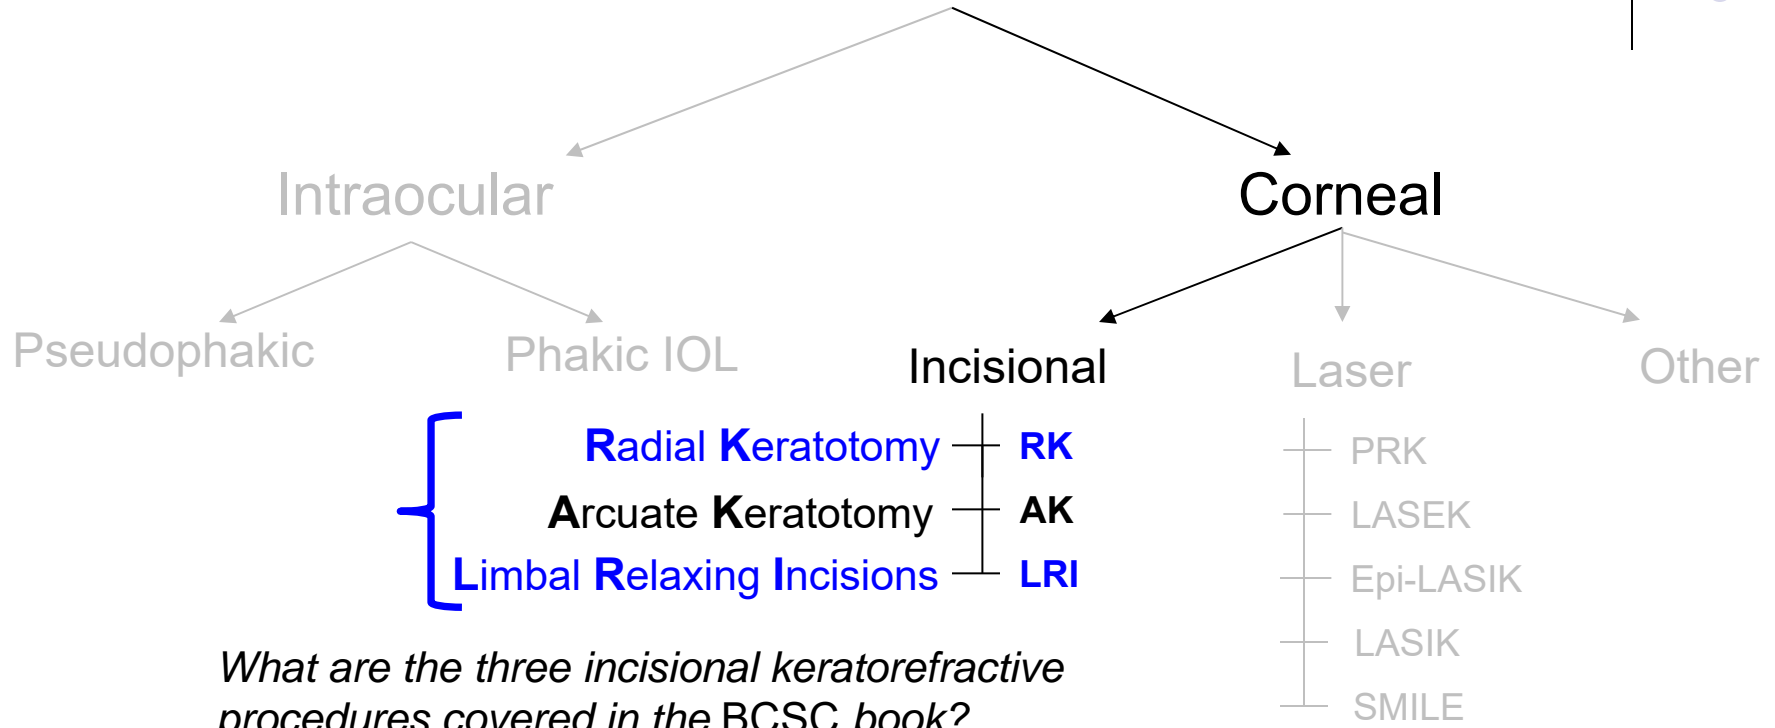 Intraocular
Corneal
Pseudophakic
Phakic IOL
Incisional
Laser
Other
Radial Keratotomy RK
Arcuate Keratotomy AK
Limbal Relaxing Incisions LRI
PRK
LASEK
Epi-LASIK
LASIK
SMILE
What are the three incisional keratorefractive
procedures covered in the BCSC book?